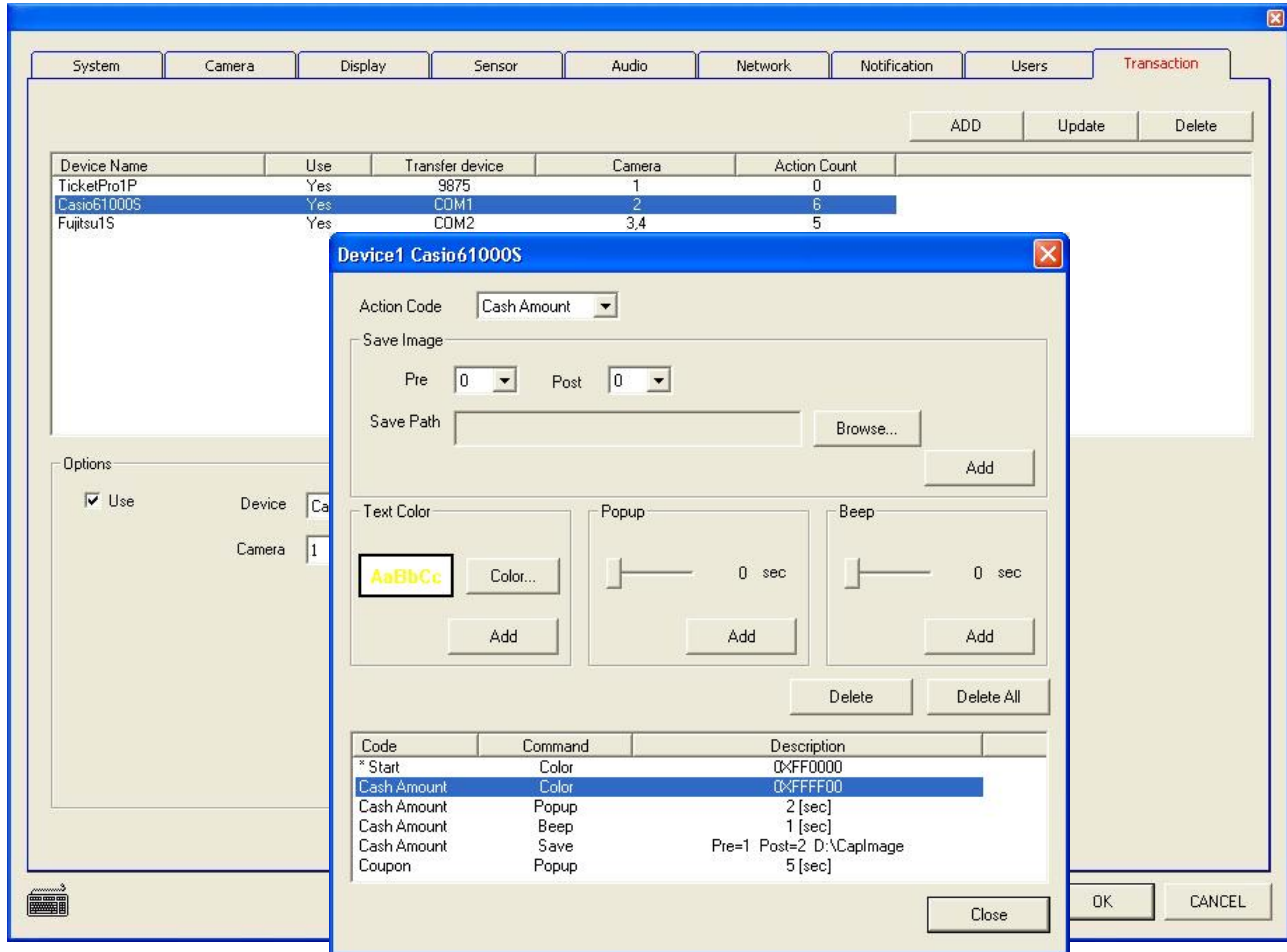 System Camera Display Sensor Audio Network Notification Users Transaction
ADD Update Delete
Device Name Use Transfer device Camera Action Count
TicketPro1P Yes 9875 1 0
Casio61000S Yes COM1 2 6
Fujitsu1S Yes COM2 3,4 5
Device1 Casio61000S
Action Code Cash Amount
Save Image
Pre 0 Post 0
Save Path Browse...
Add
Options
Use Device Ca
Camera 1
Text Color Popup Beep
AaBbCc Color... 0 sec 0 sec
Add Add Add
Delete Delete All
Code Command Description
* Start Color 0XFF0000
Cash Amount Color 0XFFFF00
Cash Amount Popup 2 [sec]
Cash Amount Beep 1 [sec]
Cash Amount Save Pre=1 Post=2 D:\CapImage
Coupon Popup 5 [sec]
Close
OK CANCEL